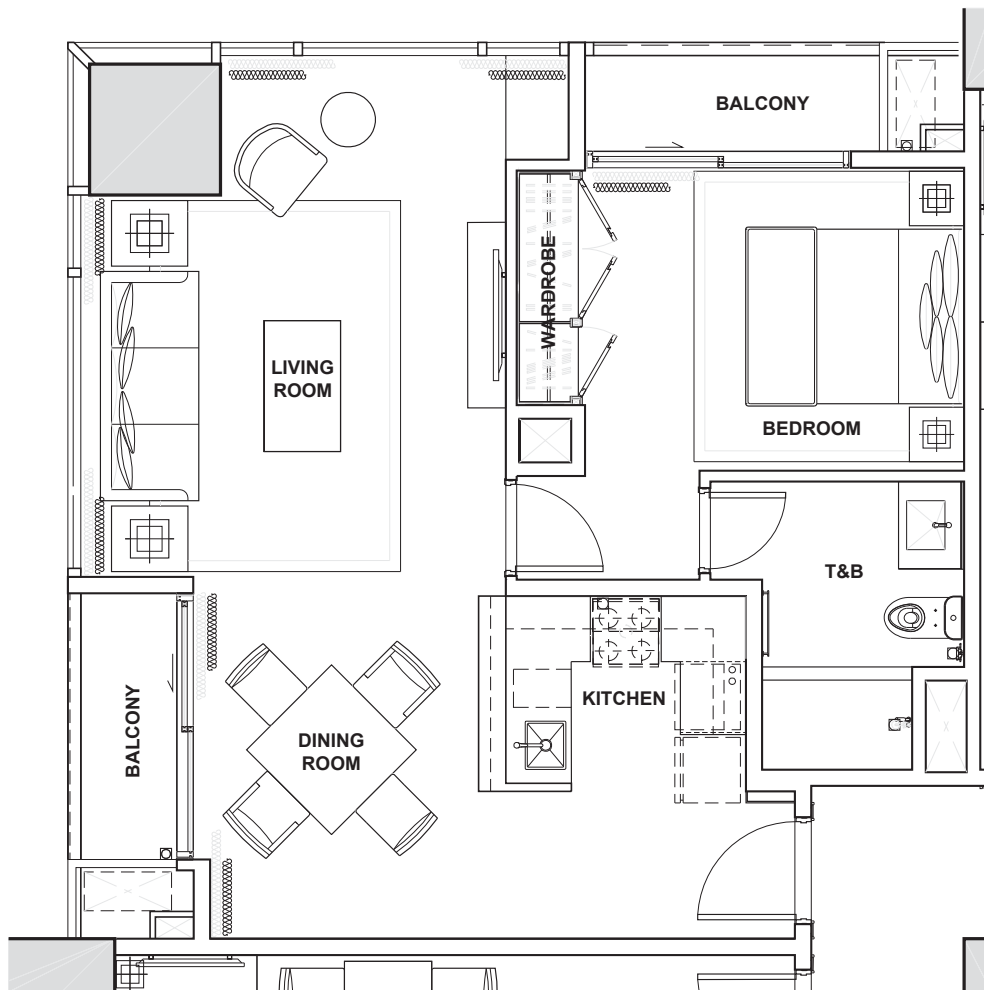 BALCONY
WARDROBE
LIVING
ROOM
BEDROOM
T&B
KITCHEN
BALCONY
DINING
ROOM